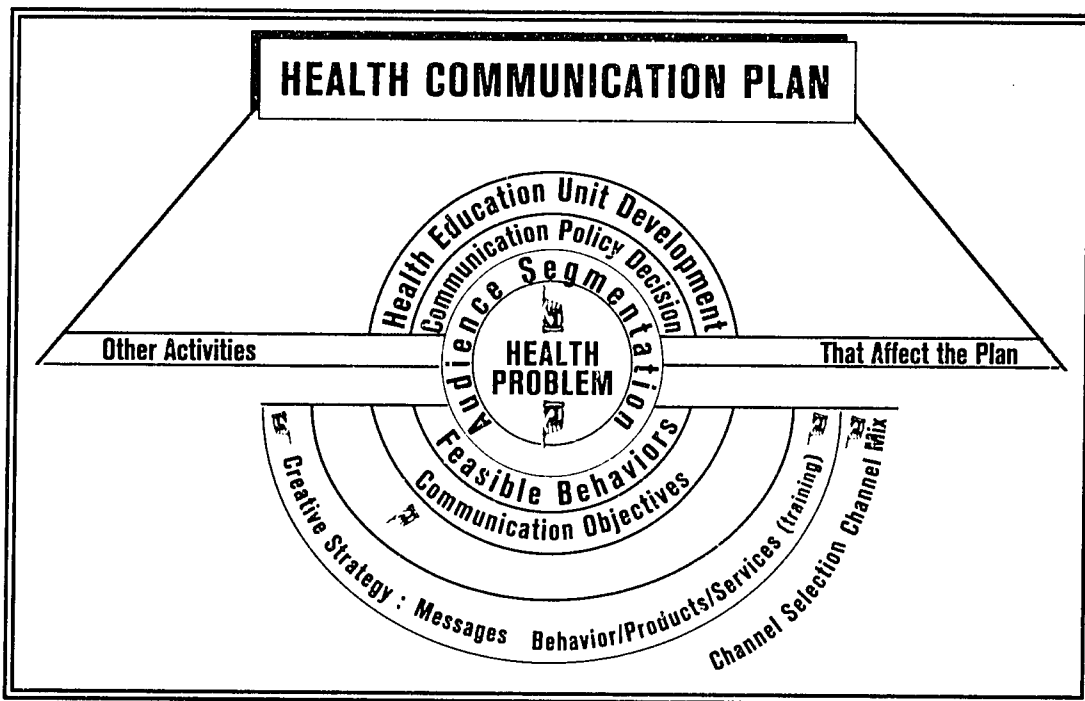 HEALTH COMMUNICATION PLAN
Health Education Unit Development
Communication Policy Decision
Audience Segmentation
Other Activities
HEALTH
PROBLEM
That Affect the Plan
Feasible Behaviors
Communication Objectives
Creative Strategy : Messages
Behavior/Products/Services (training)
Channel Selection Channel Mix